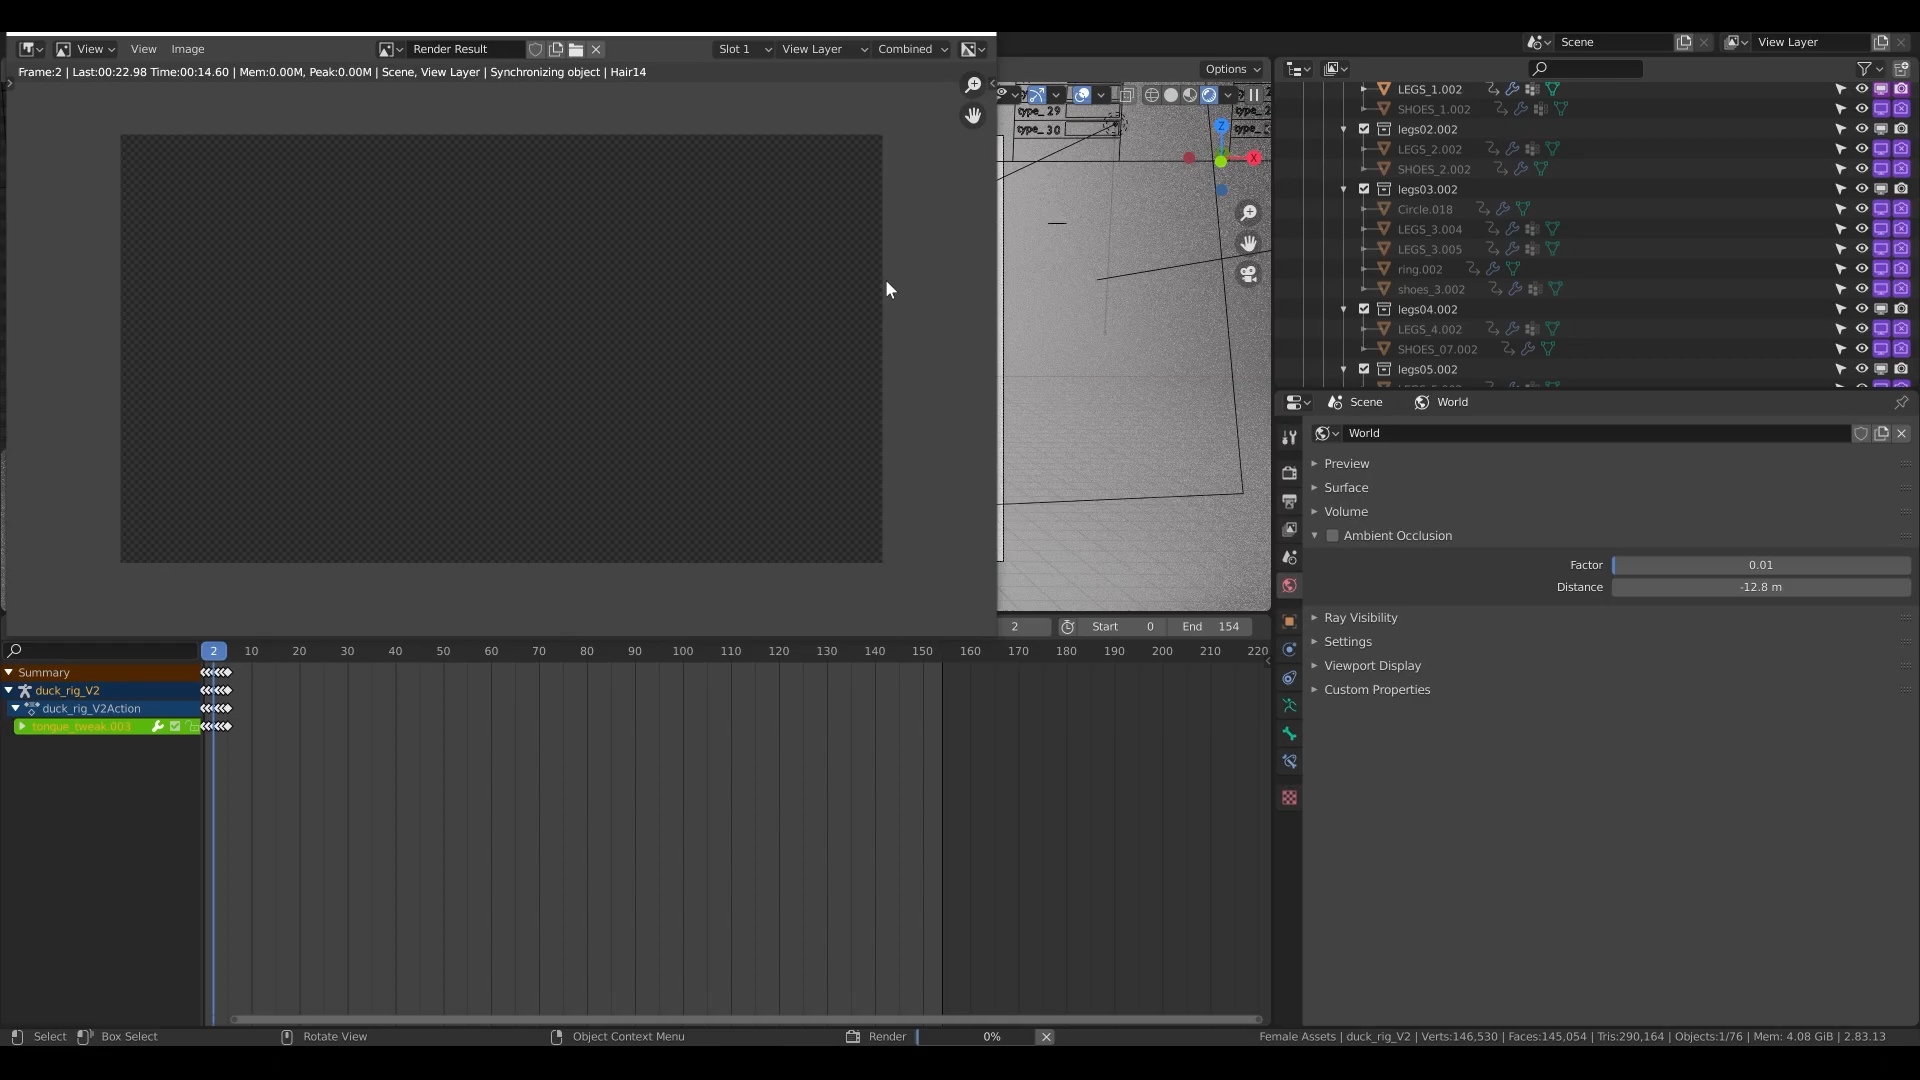 View View Image Render Result Slot 1 View Layer Combined
Scene View Layer
Frame:2 | Last:00:22.98 Time:00:14.60 | Mem:0.00M, Peak:0.00M | Scene, View Layer | Synchronizing object | Hair14
Options
type_ 29
type_ 30
Z
X
LEGS_1.002
SHOES_1.002
legs02.002
LEGS_2.002
SHOES_2.002
legs03.002
Circle.018
LEGS_3.004
LEGS_3.005
ring.002
shoes_3.002
legs04.002
LEGS_4.002
SHOES_07.002
legs05.002
Scene World
World
Preview
Surface
Volume
Ambient Occlusion
Factor 0.01
Distance -12.8 m
Ray Visibility
Settings
Viewport Display
Custom Properties
2 Start 0 End 154
2 10 20 30 40 50 60 70 80 90 100 110 120 130 140 150 160 170 180 190 200 210 220
Summary
duck_rig_V2
duck_rig_V2Action
tongue_tweak.003
Select Box Select Rotate View Object Context Menu Render 0% Female Assets | duck_rig_V2 | Verts:146,530 | Faces:145,054 | Tris:290,164 | Objects:1/76 | Mem: 4.08 GiB | 2.83.13